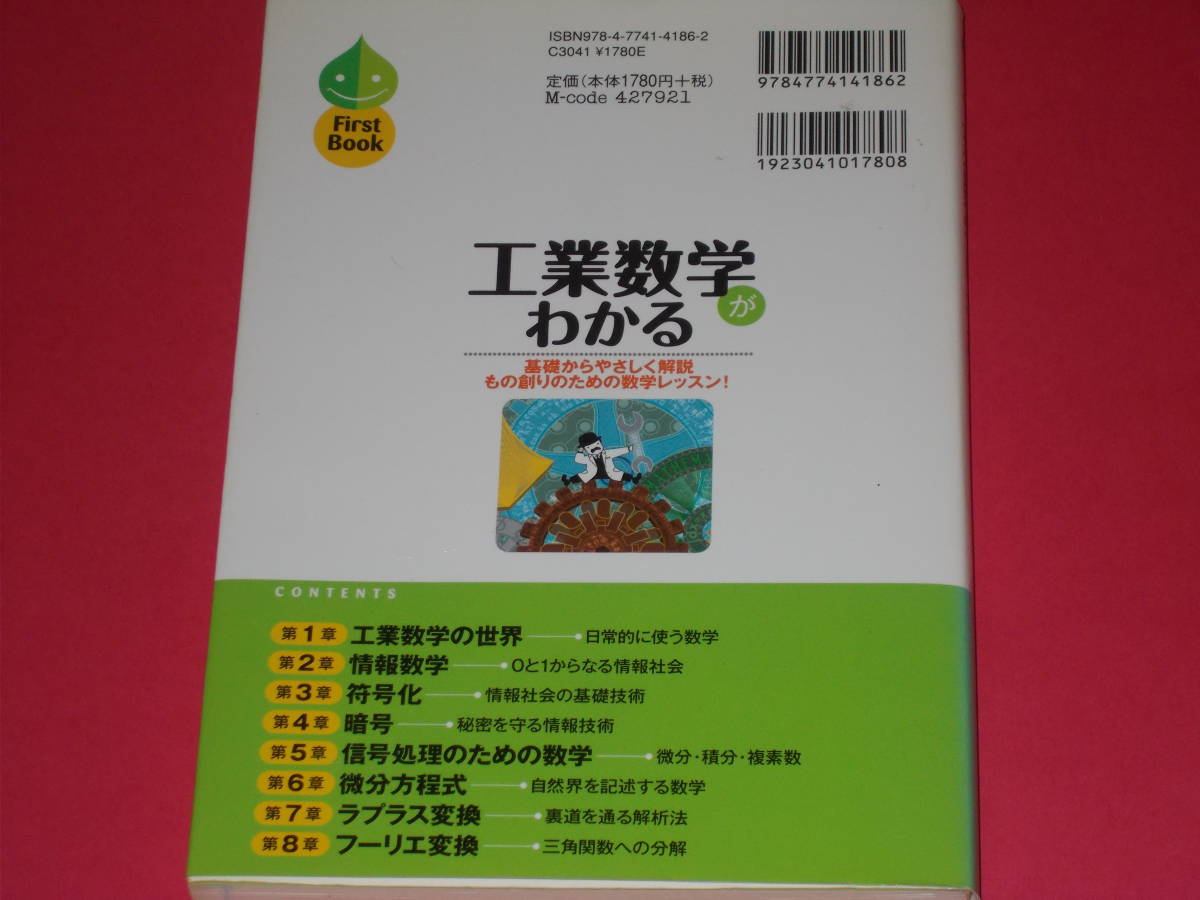 First
Book
ISBN978-4-7741-4186-2
C3041 ¥1780E
定価(本体1780円+税)
M-code 427921
9784774141862
1923041017808
工業数学が
わかる
基礎からやさしく解説
もの創りのための数学レッスン!
CONTENTS
第1章 工業数学の世界 日常的に使う数学
第2章 情報数学 0と1からなる情報社会
第3章 符号化 情報社会の基礎技術
第4章 暗号 秘密を守る情報技術
第5章 信号処理のための数学 微分・積分・複素数
第6章 微分方程式 自然界を記述する数学
第7章 ラプラス変換 裏道を通る解析法
第8章 フーリエ変換 三角関数への分解